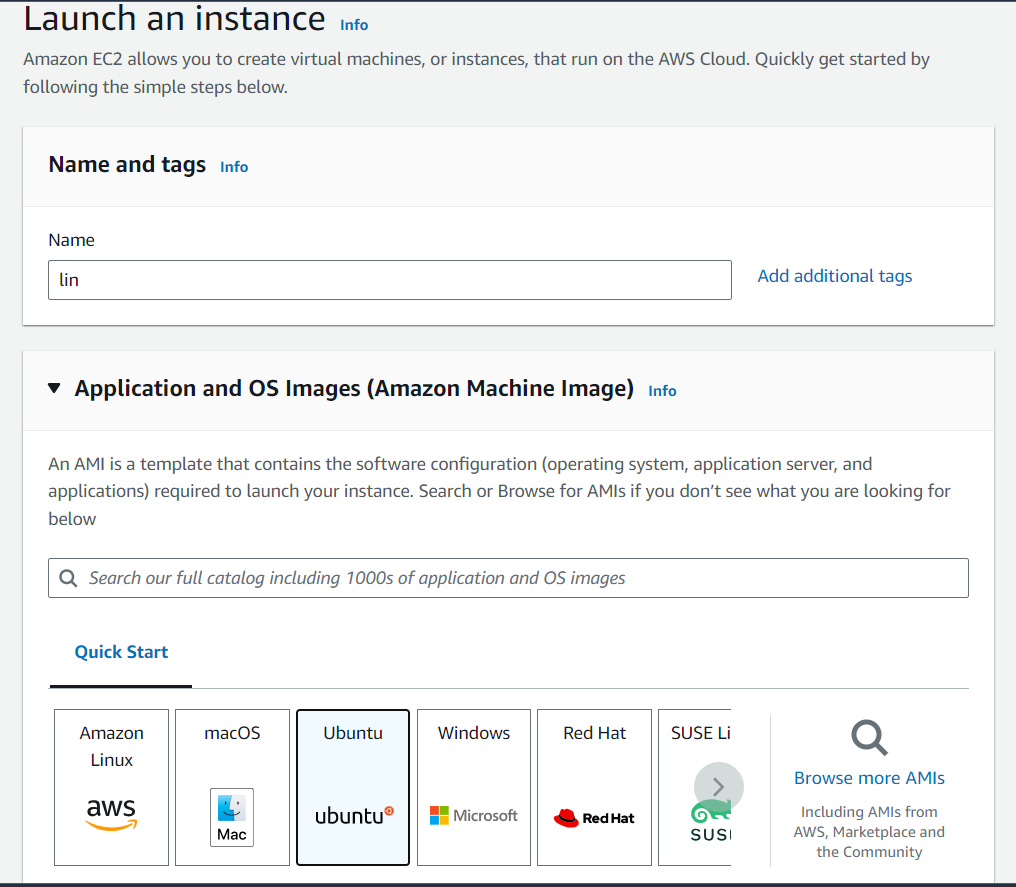 Launch an instance Info
Amazon EC2 allows you to create virtual machines, or instances, that run on the AWS Cloud. Quickly get started by
following the simple steps below.
Name and tags Info
Name
lin
Add additional tags
Application and OS Images (Amazon Machine Image) Info
An AMI is a template that contains the software configuration (operating system, application server, and
applications) required to launch your instance. Search or Browse for AMIs if you don’t see what you are looking for
below
Search our full catalog including 1000s of application and OS images
Quick Start
Amazon
Linux
aws
macOS
Mac
Ubuntu
ubuntu
Windows
Microsoft
Red Hat
Red Hat
SUSE Li
SUS
Browse more AMIs
Including AMIs from
AWS, Marketplace and
the Community